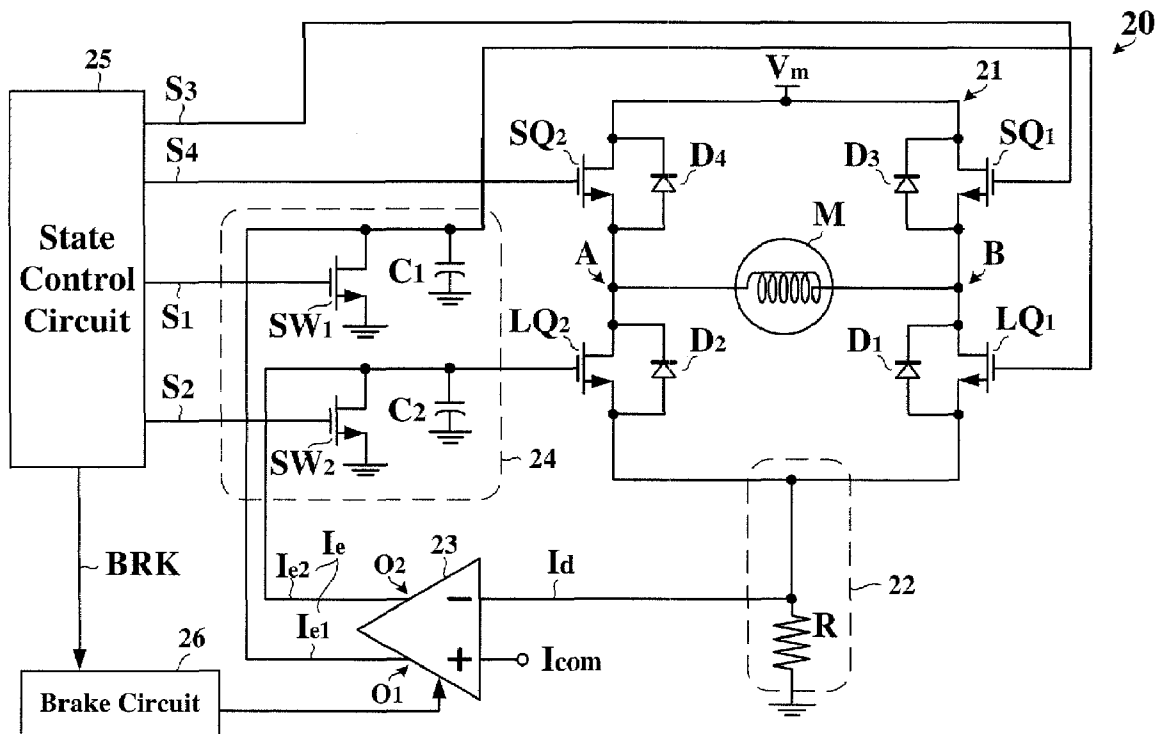 20
25
S3
S4
Vm
21
SQ2
D4
D3
SQ1
State
Control
Circuit
M
A
B
C1
S1
SW1
LQ2
D2
D1
LQ1
S2
C2
SW2
24
BRK
Ie
23
Id
22
Ie2
O2
−
R
Ie1
+
Icom
26
O1
Brake Circuit